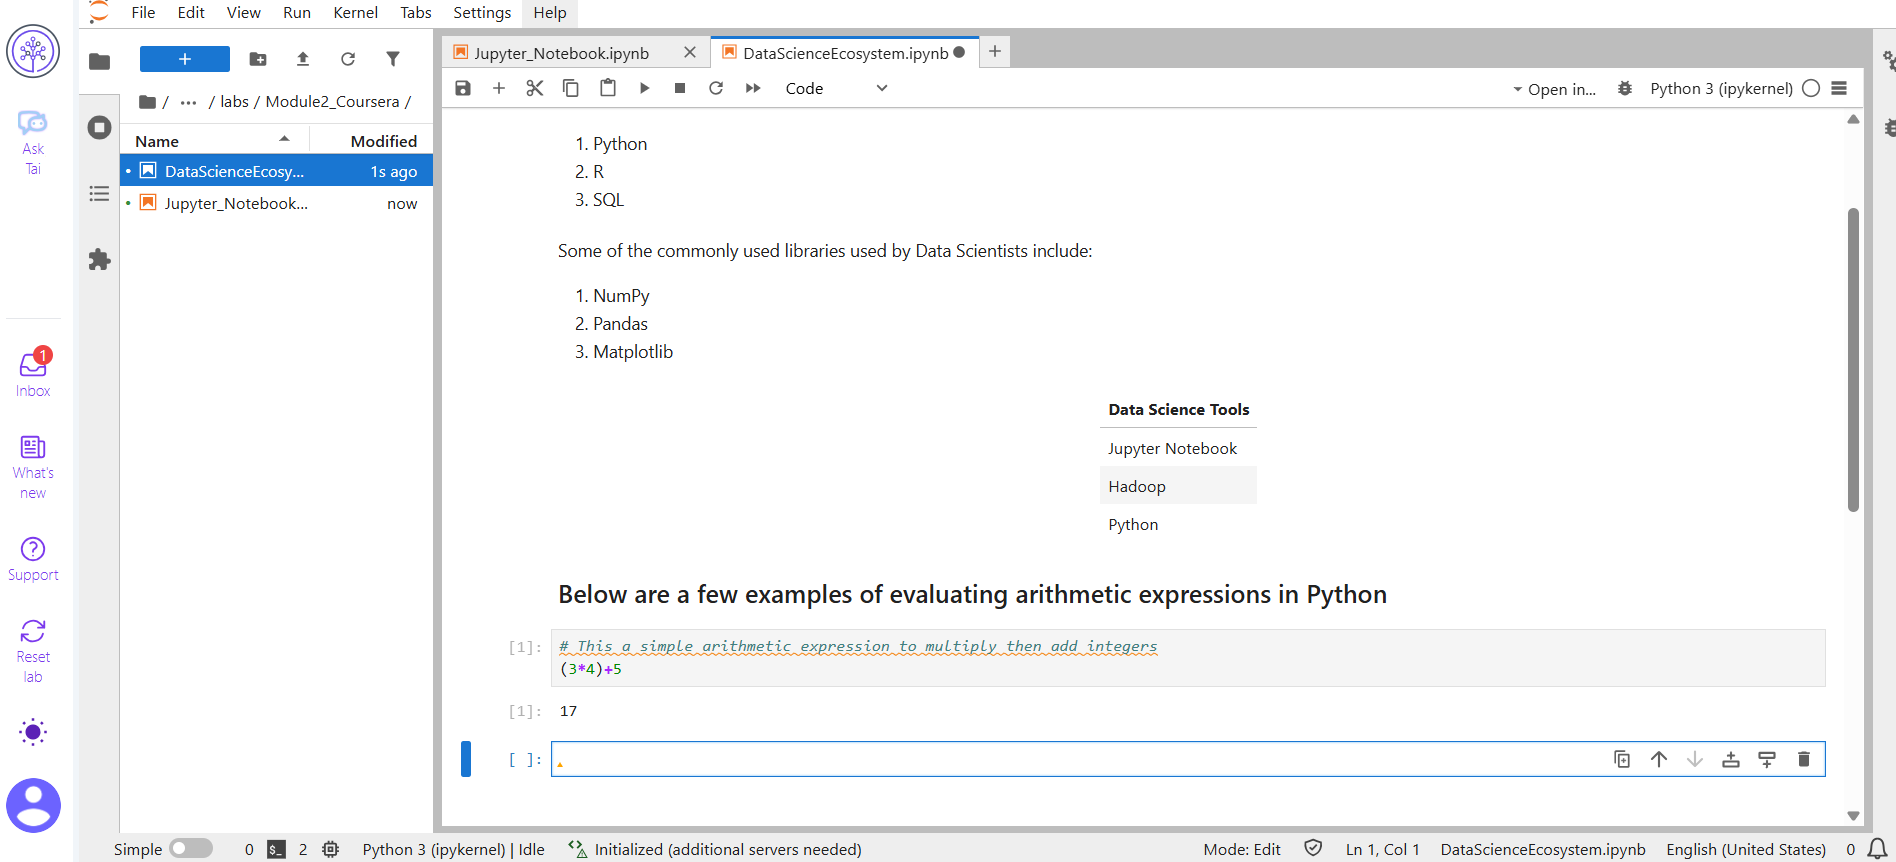 File Edit View Run Kernel Tabs Settings Help
Ask
Tai
Inbox
1
What's
new
Support
Reset
lab
+
/ ··· / labs / Module2_Coursera /
Name Modified
DataScienceEcosy... 1s ago
Jupyter_Notebook... now
Jupyter_Notebook.ipynb
DataScienceEcosystem.ipynb
Code
Open in...
Python 3 (ipykernel)
1. Python
2. R
3. SQL
Some of the commonly used libraries used by Data Scientists include:
1. NumPy
2. Pandas
3. Matplotlib
Data Science Tools
Jupyter Notebook
Hadoop
Python
Below are a few examples of evaluating arithmetic expressions in Python
[1]: # This a simple arithmetic expression to multiply then add integers
(3*4)+5
[1]: 17
[ ]:
Simple 0 $_ 2 Python 3 (ipykernel) | Idle Initialized (additional servers needed) Mode: Edit Ln 1, Col 1 DataScienceEcosystem.ipynb English (United States) 0